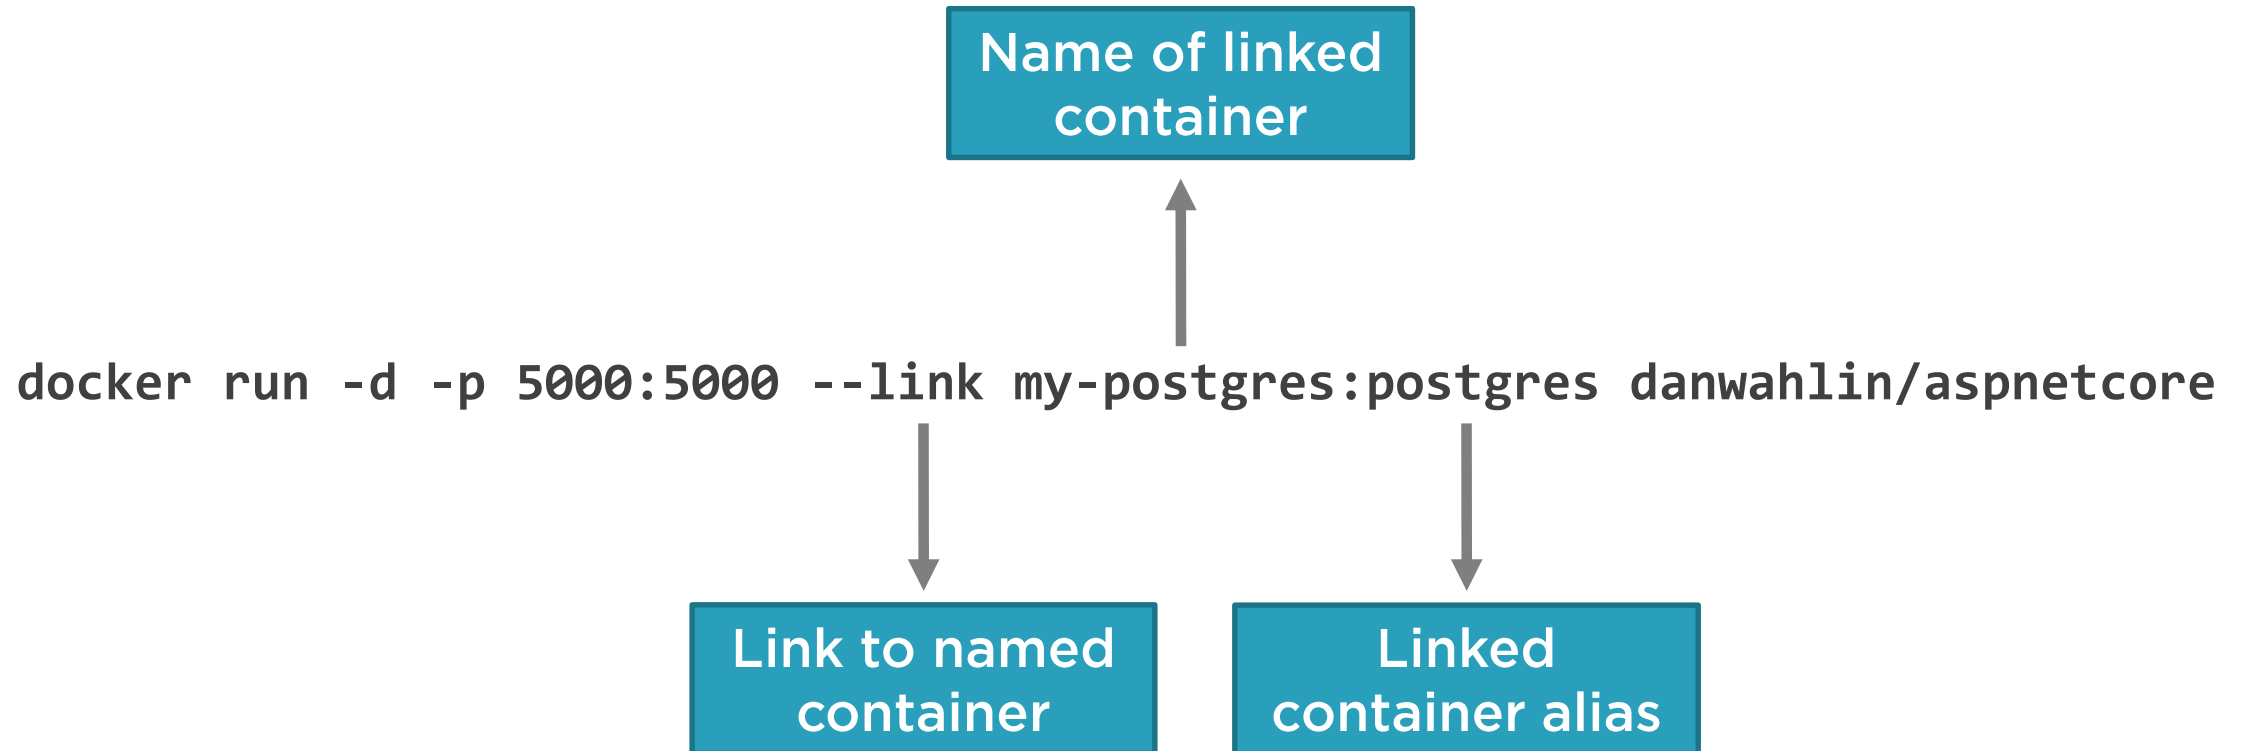 Name of linked
container
docker run -d -p 5000:5000 --link my-postgres:postgres danwahlin/aspnetcore
Link to named
container
Linked
container alias